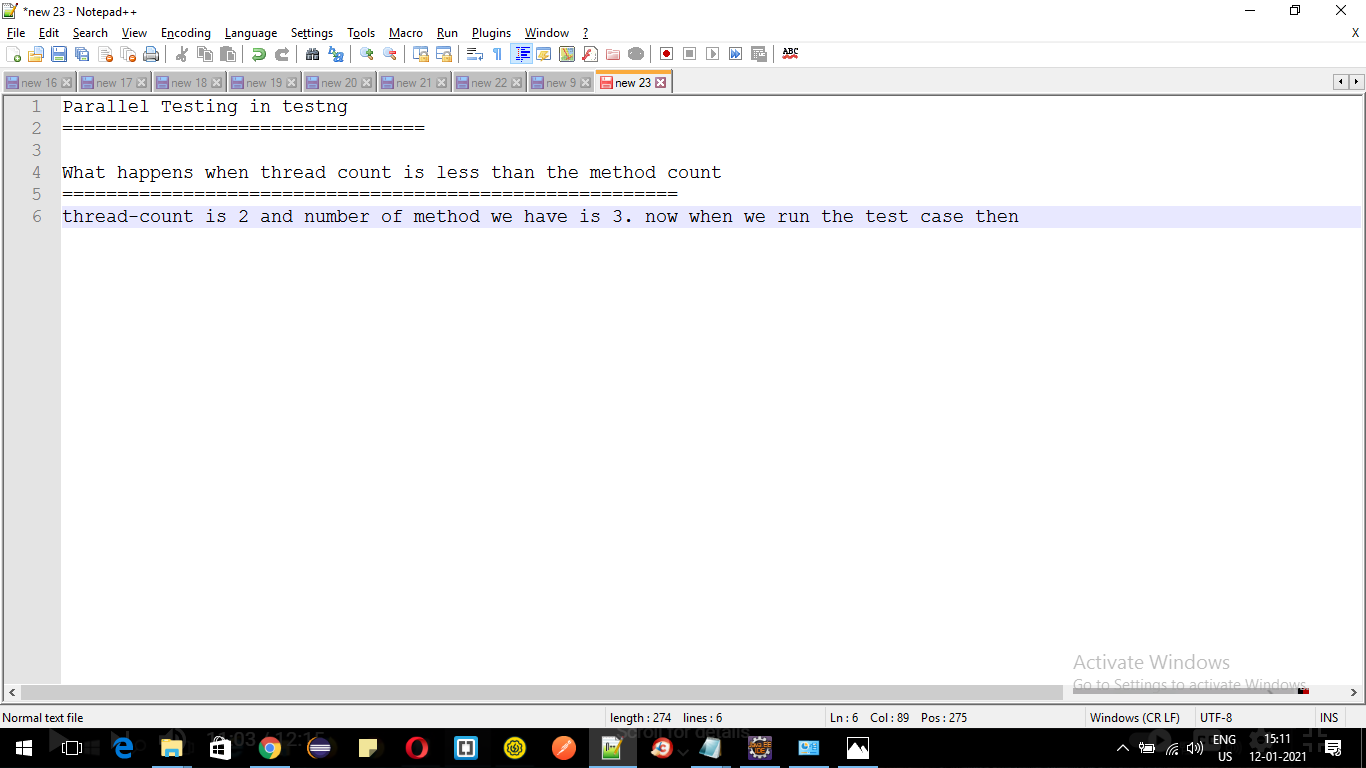 *new 23 - Notepad++
File Edit Search View Encoding Language Settings Tools Macro Run Plugins Window ? X
ABC
new 16 new 17 new 18 new 19 new 20 new 21 new 22 new 9 new 23
1 Parallel Testing in testng
2 =================================
3
4 What happens when thread count is less than the method count
5 ========================================================
6 thread-count is 2 and number of method we have is 3. now when we run the test case then
Activate Windows
Go to Settings to activate Windows.
Normal text file length : 274 lines : 6 Ln : 6 Col : 89 Pos : 275 Windows (CR LF) UTF-8 INS
11:03 / 12:15
Scroll for details
ENG 15:11
US 12-01-2021